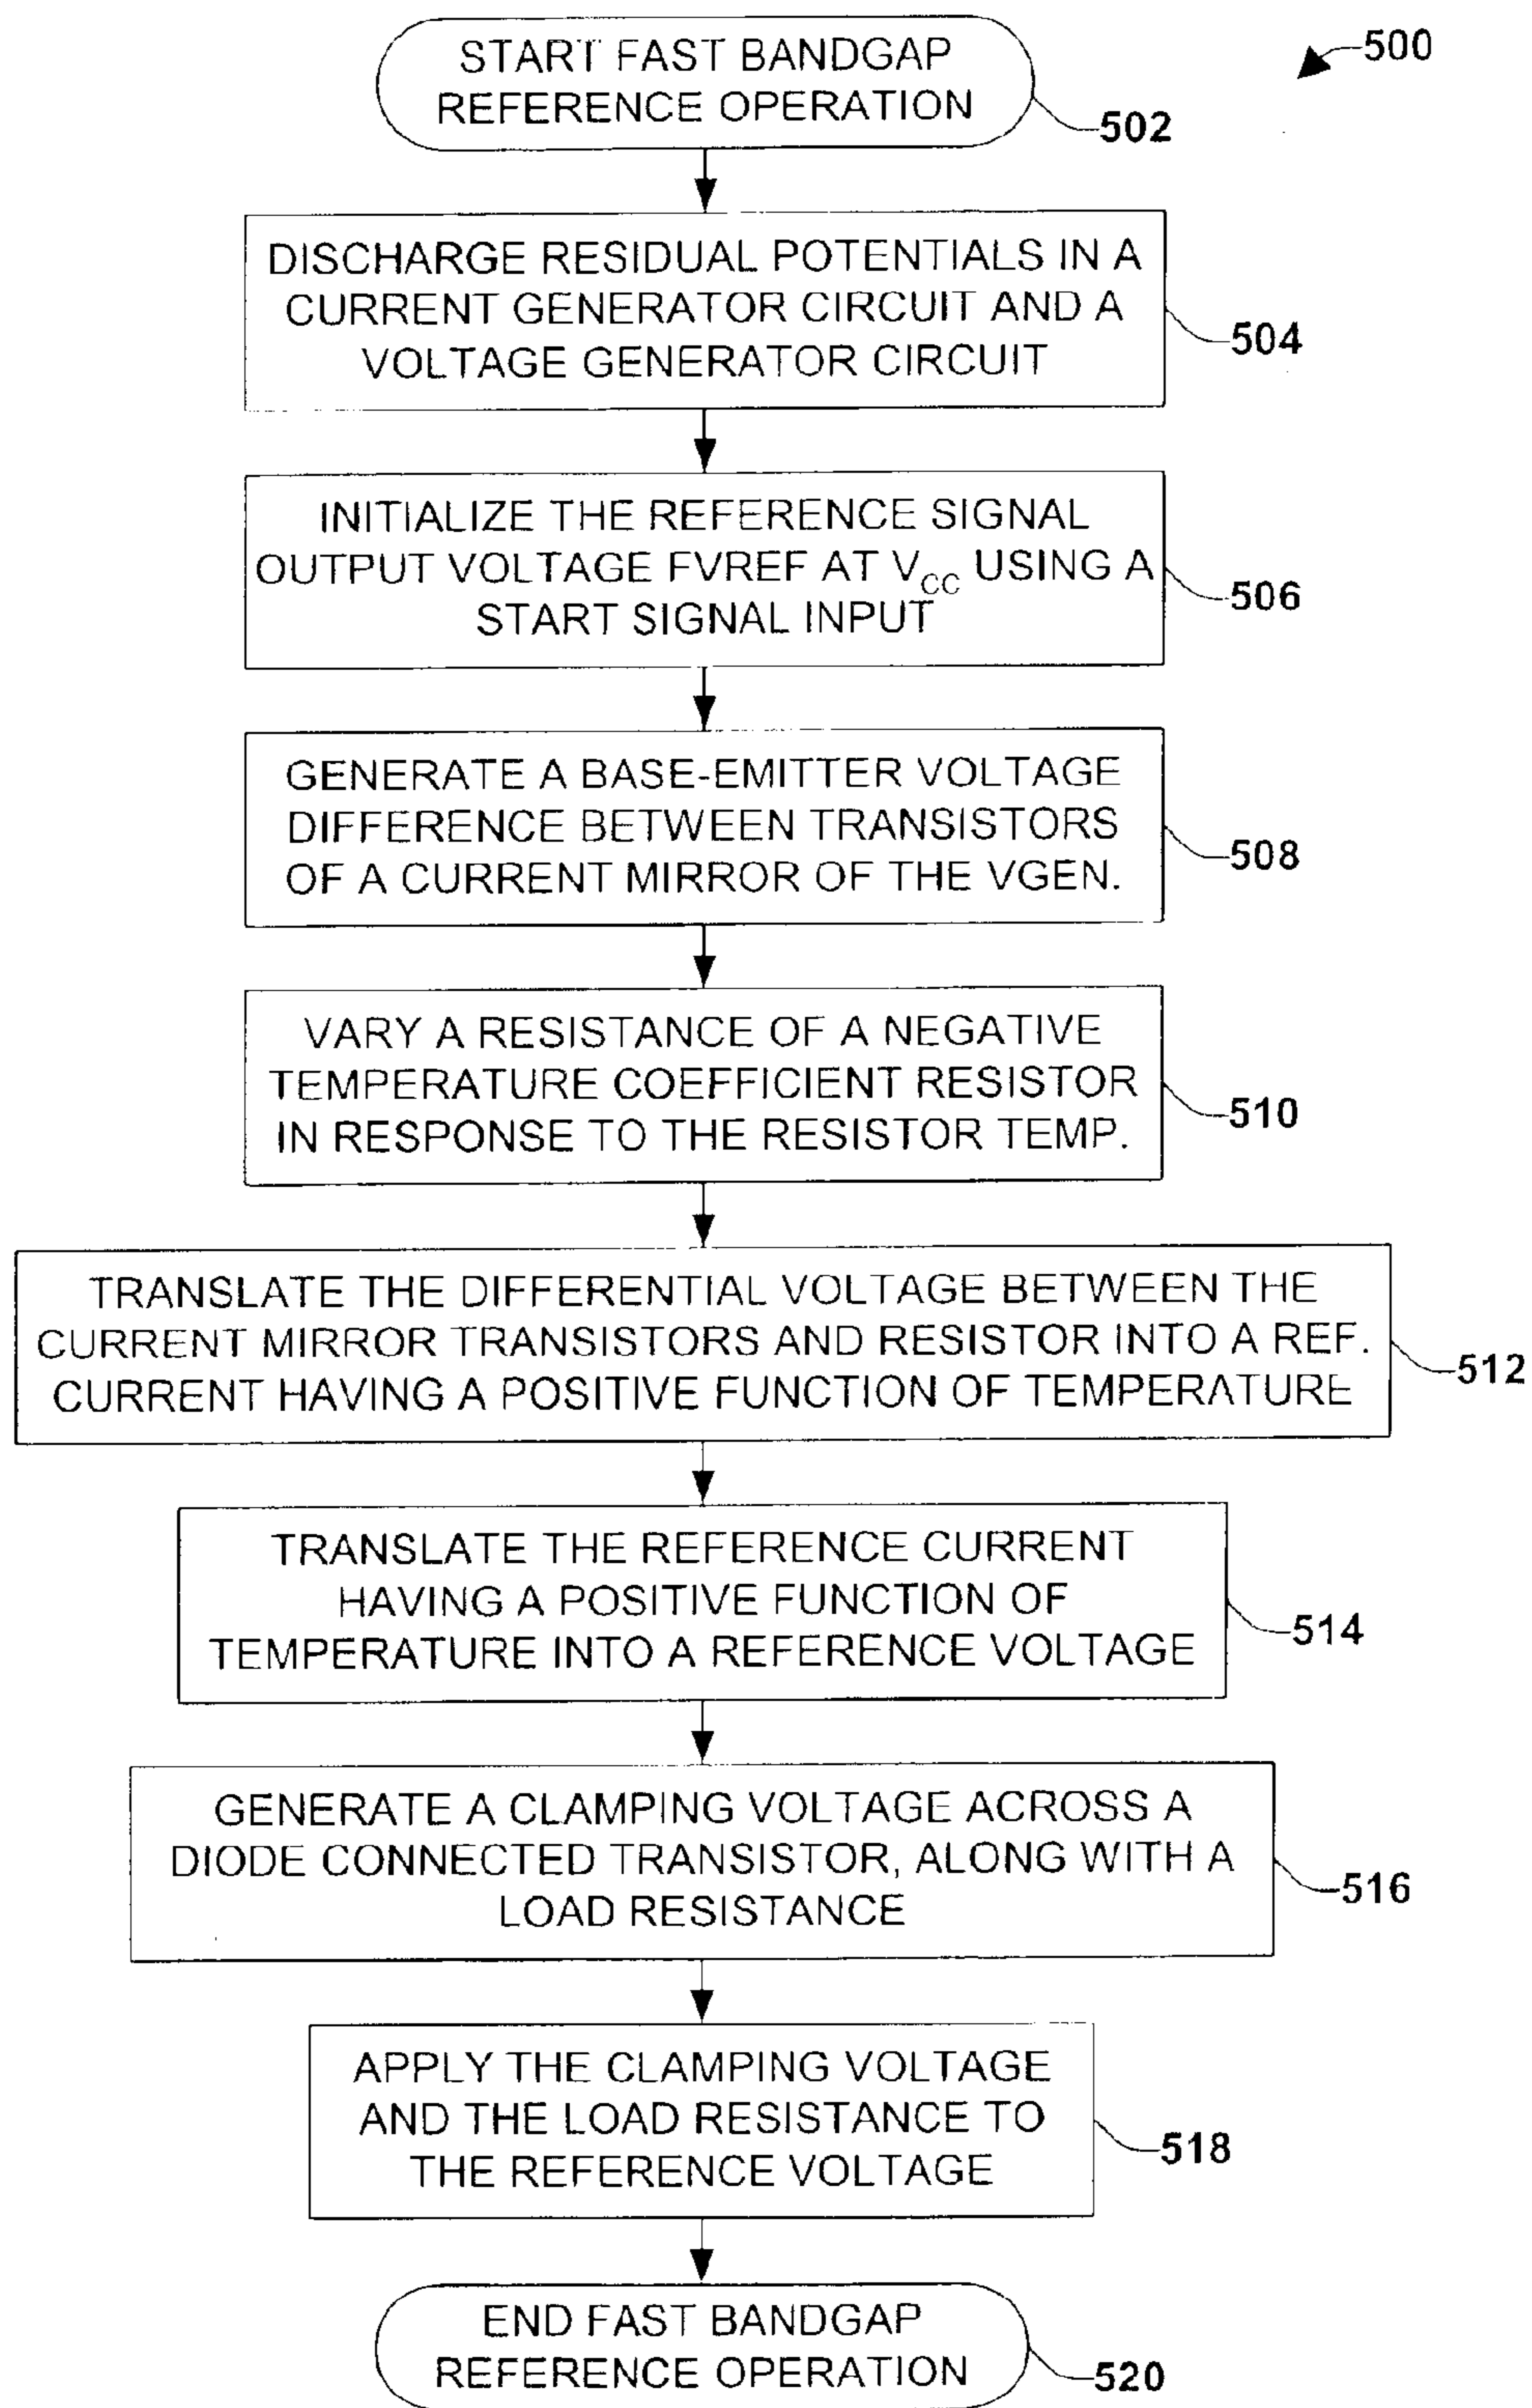 START FAST BANDGAP
REFERENCE OPERATION
500
502
DISCHARGE RESIDUAL POTENTIALS IN A
CURRENT GENERATOR CIRCUIT AND A
VOLTAGE GENERATOR CIRCUIT
504
INITIALIZE THE REFERENCE SIGNAL
OUTPUT VOLTAGE FVREF AT VCC USING A
START SIGNAL INPUT
506
GENERATE A BASE-EMITTER VOLTAGE
DIFFERENCE BETWEEN TRANSISTORS
OF A CURRENT MIRROR OF THE VGEN.
508
VARY A RESISTANCE OF A NEGATIVE
TEMPERATURE COEFFICIENT RESISTOR
IN RESPONSE TO THE RESISTOR TEMP.
510
TRANSLATE THE DIFFERENTIAL VOLTAGE BETWEEN THE
CURRENT MIRROR TRANSISTORS AND RESISTOR INTO A REF.
CURRENT HAVING A POSITIVE FUNCTION OF TEMPERATURE
512
TRANSLATE THE REFERENCE CURRENT
HAVING A POSITIVE FUNCTION OF
TEMPERATURE INTO A REFERENCE VOLTAGE
514
GENERATE A CLAMPING VOLTAGE ACROSS A
DIODE CONNECTED TRANSISTOR, ALONG WITH A
LOAD RESISTANCE
516
APPLY THE CLAMPING VOLTAGE
AND THE LOAD RESISTANCE TO
THE REFERENCE VOLTAGE
518
END FAST BANDGAP
REFERENCE OPERATION
520